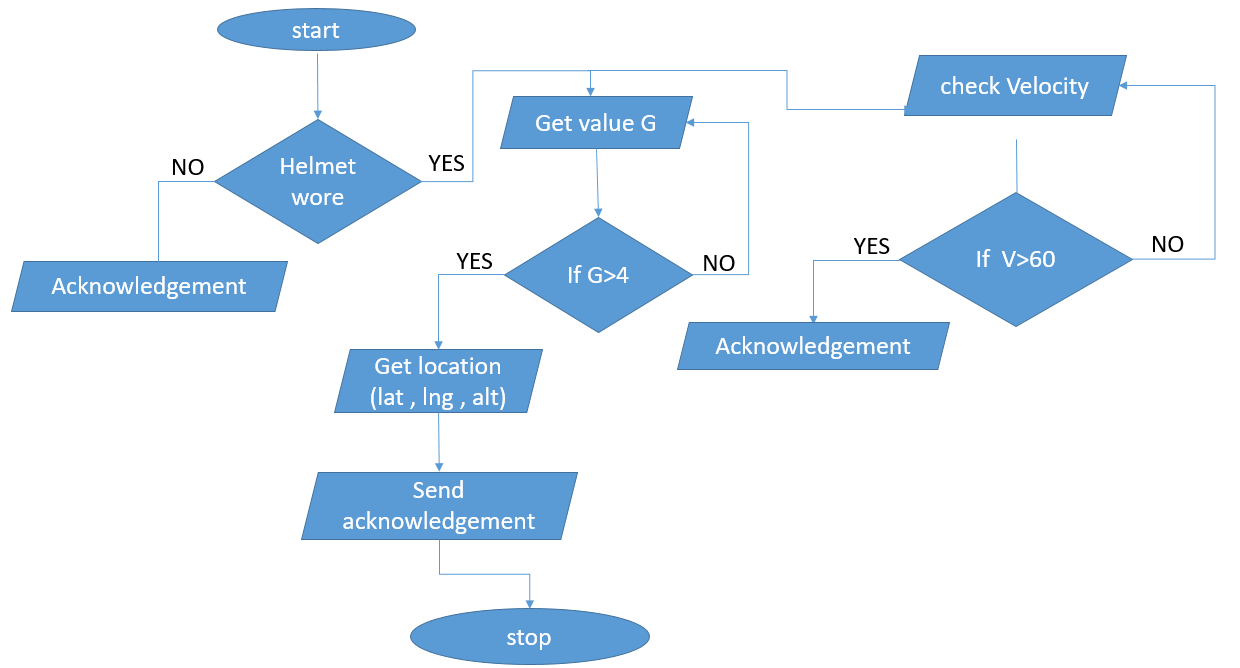 start
Helmet
wore
NO
YES
Acknowledgement
Get value G
If G>4
YES
NO
Get location
(lat , lng , alt)
Send
acknowledgement
stop
check Velocity
If  V>60
YES
NO
Acknowledgement